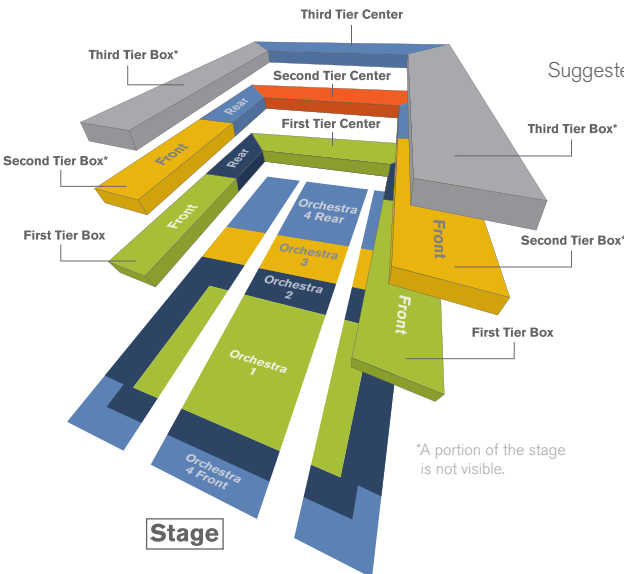 Third Tier Center
Third Tier Box*
Suggeste
Second Tier Center
Rear
First Tier Center
Third Tier Box*
Front
Rear
Second Tier Box*
Orchestra
4 Rear
Front
First Tier Box
Front
Second Tier Box*
Orchestra
3
Orchestra
2
Front
First Tier Box
Orchestra
1
*A portion of the stage
is not visible.
Orchestra
4 Front
Stage